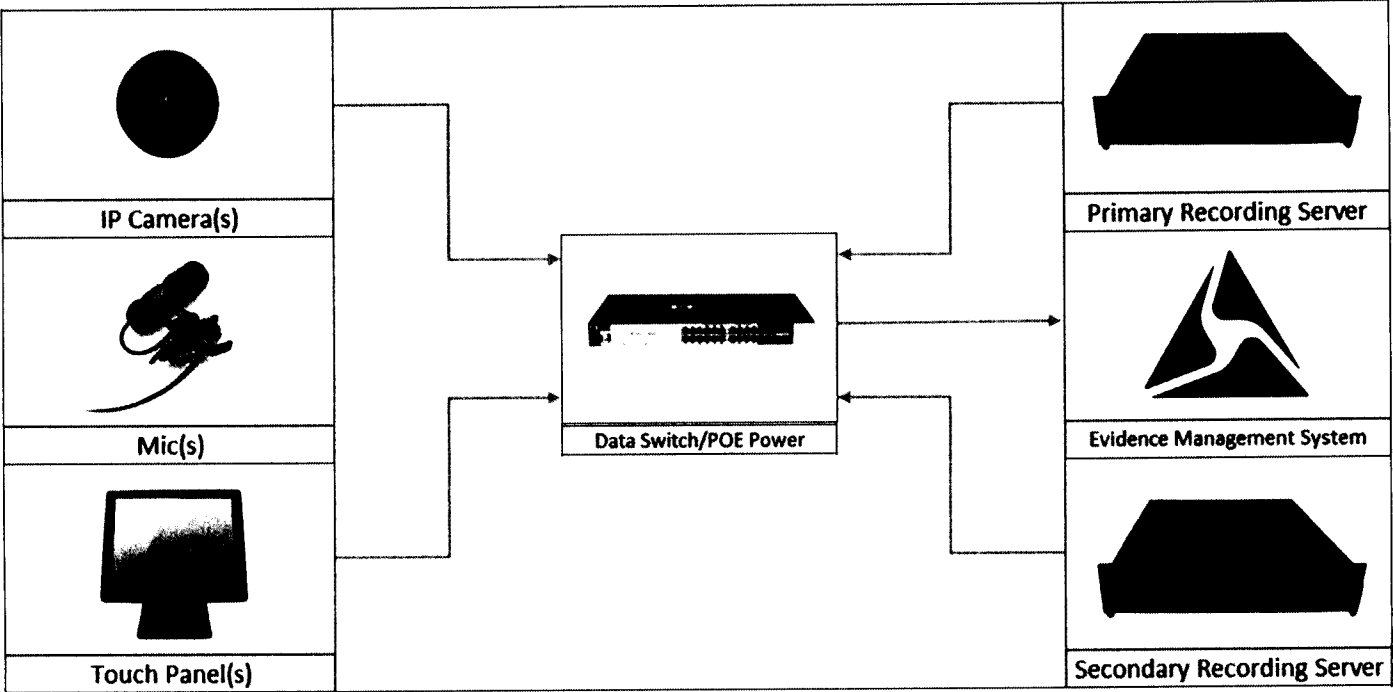 IP Camera(s)
Mic(s)
Touch Panel(s)
Data Switch/POE Power
Primary Recording Server
Evidence Management System
Secondary Recording Server